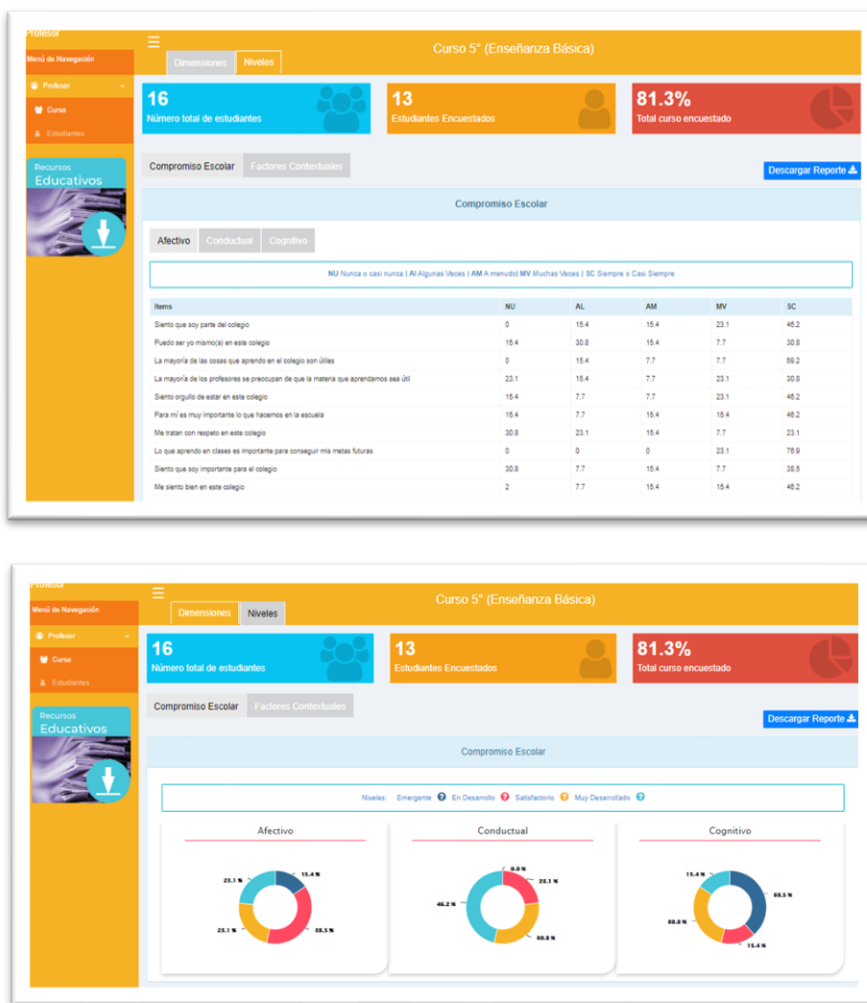 Profesor
Menú de Navegación
Profesor
Curso
Estudiantes
Recursos
Educativos
Curso 5° (Enseñanza Básica)
Dimensiones Niveles
16
Número total de estudiantes
13
Estudiantes Encuestados
81.3%
Total curso encuestado
Compromiso Escolar Factores Contextuales
Descargar Reporte
Compromiso Escolar
Afectivo Conductual Cognitivo
NU Nunca o casi nunca | Al Algunas Veces | AM A menudo| MV Muchas Veces | SC Siempre o Casi Siempre
Items NU AL AM MV SC
Siento que soy parte del colegio 0 15.4 15.4 23.1 46.2
Puedo ser yo mismo(a) en este colegio 15.4 30.8 15.4 7.7 30.8
La mayoría de las cosas que aprendo en el colegio son útiles 0 15.4 7.7 7.7 69.2
La mayoría de los profesores se preocupan de que la materia que aprendamos sea útil 23.1 15.4 7.7 23.1 30.8
Siento orgullo de estar en este colegio 15.4 7.7 7.7 23.1 46.2
Para mí es muy importante lo que hacemos en la escuela 15.4 7.7 15.4 15.4 46.2
Me tratan con respeto en este colegio 30.8 23.1 15.4 7.7 23.1
Lo que aprendo en clases es importante para conseguir mis metas futuras 0 0 0 23.1 76.9
Siento que soy importante para el colegio 30.8 7.7 15.4 7.7 38.5
Me siento bien en este colegio 2 7.7 15.4 15.4 46.2
Profesor
Menú de Navegación
Profesor
Curso
Estudiantes
Recursos
Educativos
Curso 5° (Enseñanza Básica)
Dimensiones Niveles
16
Número total de estudiantes
13
Estudiantes Encuestados
81.3%
Total curso encuestado
Compromiso Escolar Factores Contextuales
Descargar Reporte
Compromiso Escolar
Niveles: Emergente En Desarrollo Satisfactorio Muy Desarrollado
Afectivo
15.4 %
38.5 %
23.1 %
23.1 %
Conductual
0.0 %
23.1 %
30.8 %
46.2 %
Cognitivo
15.4 %
38.5 %
30.8 %
15.4 %